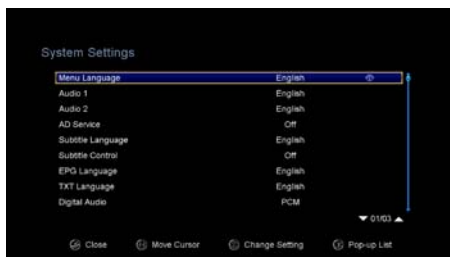 System Settings
Menu Language English
Audio 1 English
Audio 2 English
AD Service Off
Subtitle Language English
Subtitle Control Off
EPG Language English
TXT Language English
Digital Audio PCM
01/03
Close Move Cursor Change Setting Pop-up List